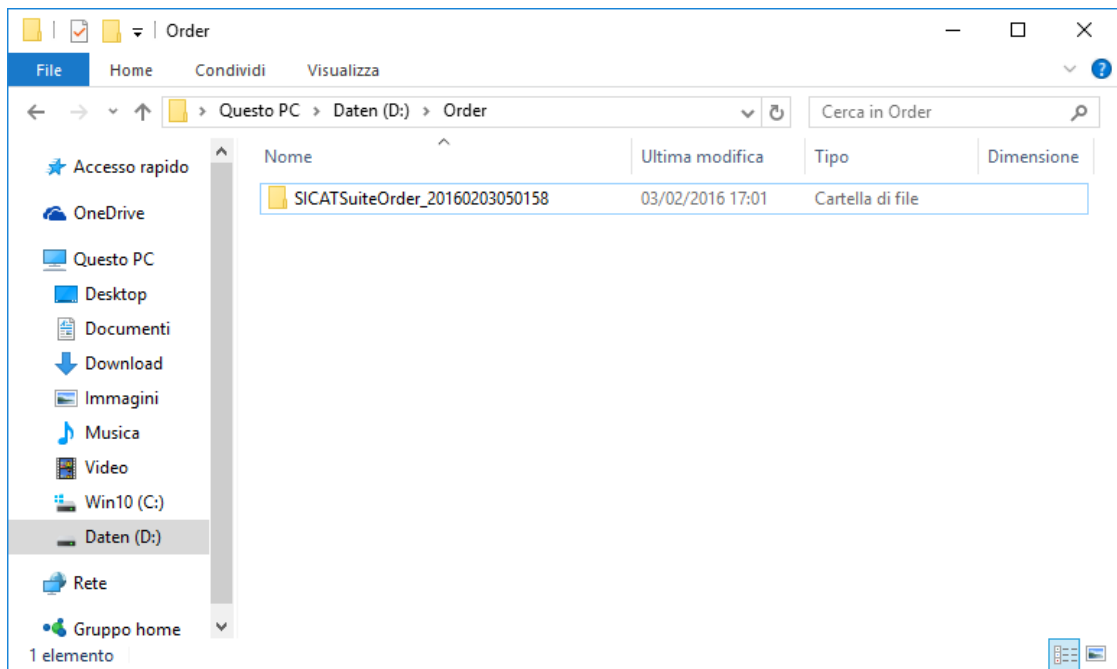 Order
File Home Condividi Visualizza
Questo PC Daten (D:) Order Cerca in Order
Nome Ultima modifica Tipo Dimensione
SICATSuiteOrder_20160203050158 03/02/2016 17:01 Cartella di file
Accesso rapido
OneDrive
Questo PC
Desktop
Documenti
Download
Immagini
Musica
Video
Win10 (C:)
Daten (D:)
Rete
Gruppo home
1 elemento